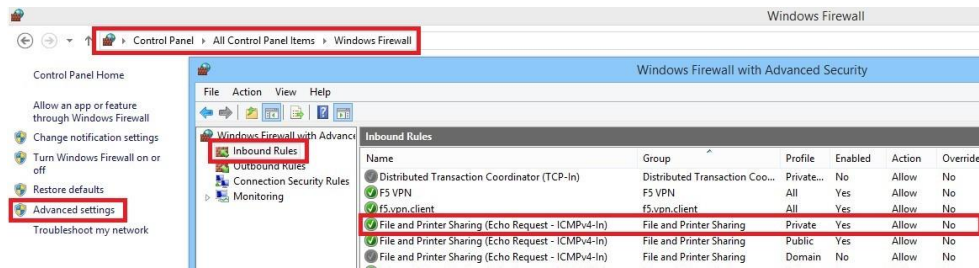 Windows Firewall
Control Panel ▸ All Control Panel Items ▸ Windows Firewall
Control Panel Home
Allow an app or feature
through Windows Firewall
Change notification settings
Turn Windows Firewall on or
off
Restore defaults
Advanced settings
Troubleshoot my network
Windows Firewall with Advanced Security
File Action View Help
Windows Firewall with Advance
Inbound Rules
Outbound Rules
Connection Security Rules
Monitoring
Inbound Rules
Name Group Profile Enabled Action Override
Distributed Transaction Coordinator (TCP-In) Distributed Transaction Coo... Private... No Allow No
F5 VPN F5 VPN All Yes Allow No
f5.vpn.client f5.vpn.client All Yes Allow No
File and Printer Sharing (Echo Request - ICMPv4-In) File and Printer Sharing Private Yes Allow No
File and Printer Sharing (Echo Request - ICMPv4-In) File and Printer Sharing Public Yes Allow No
File and Printer Sharing (Echo Request - ICMPv4-In) File and Printer Sharing Domain No Allow No